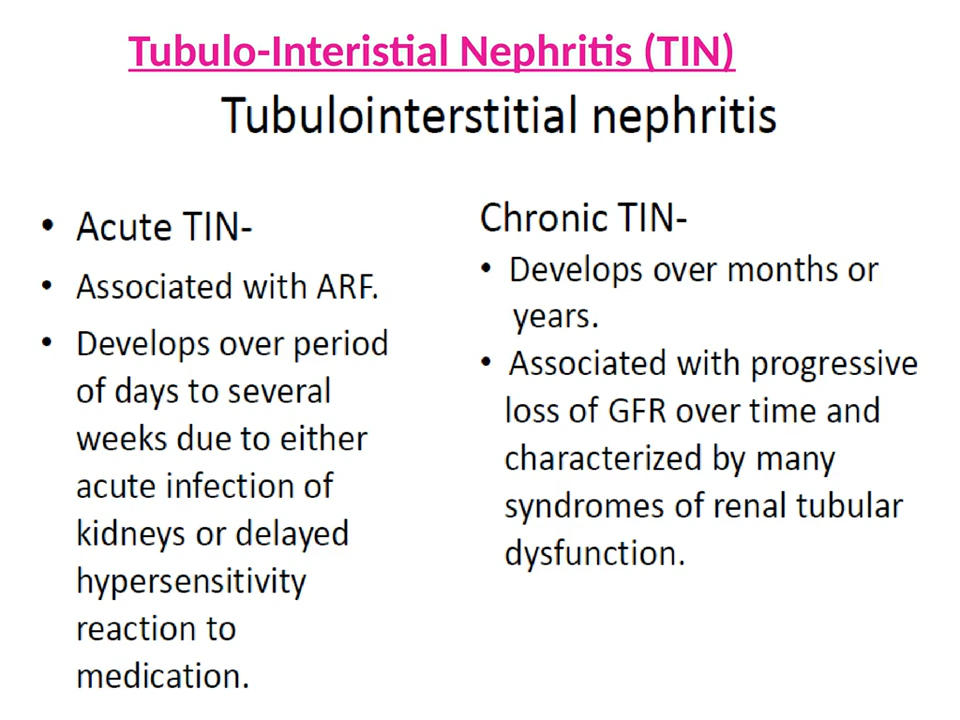 Tubulo-Interistial Nephritis (TIN)
Tubulointerstitial nephritis
• Acute TIN-
• Associated with ARF.
• Develops over period
of days to several
weeks due to either
acute infection of
kidneys or delayed
hypersensitivity
reaction to
medication.
Chronic TIN-
• Develops over months or
years.
• Associated with progressive
loss of GFR over time and
characterized by many
syndromes of renal tubular
dysfunction.